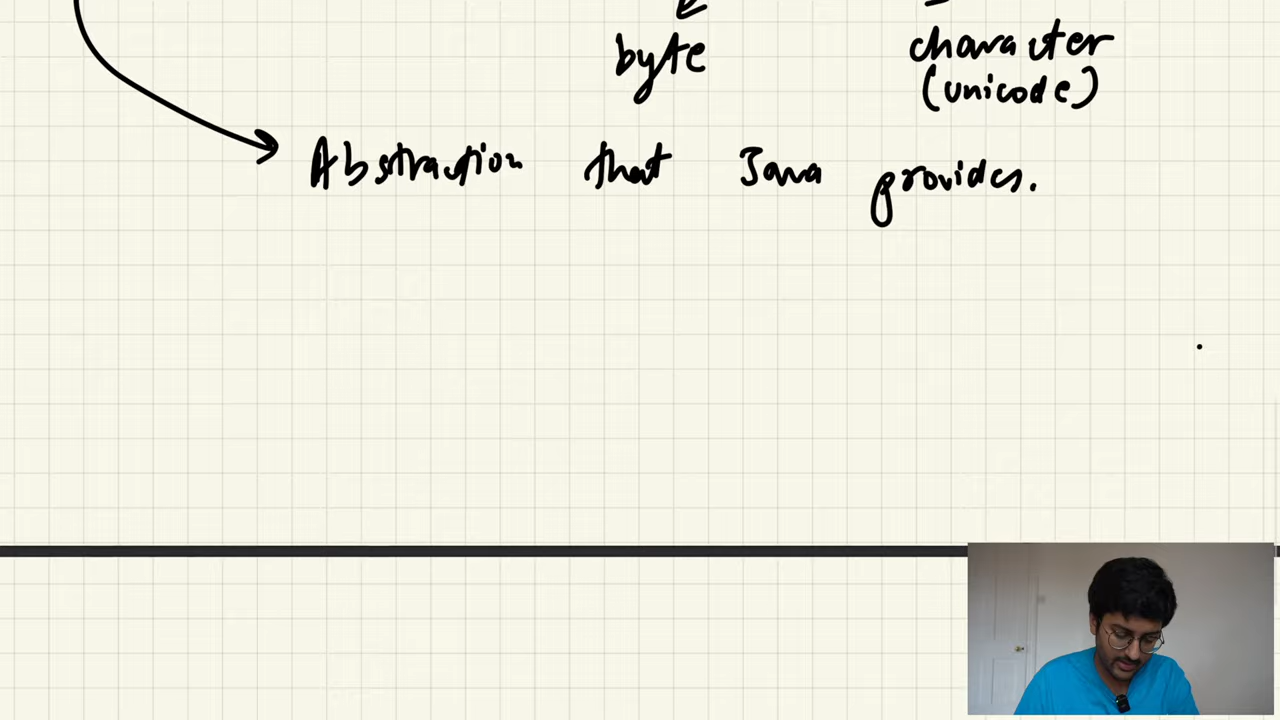 byte
character
(unicode)
Abstraction that Java provides.